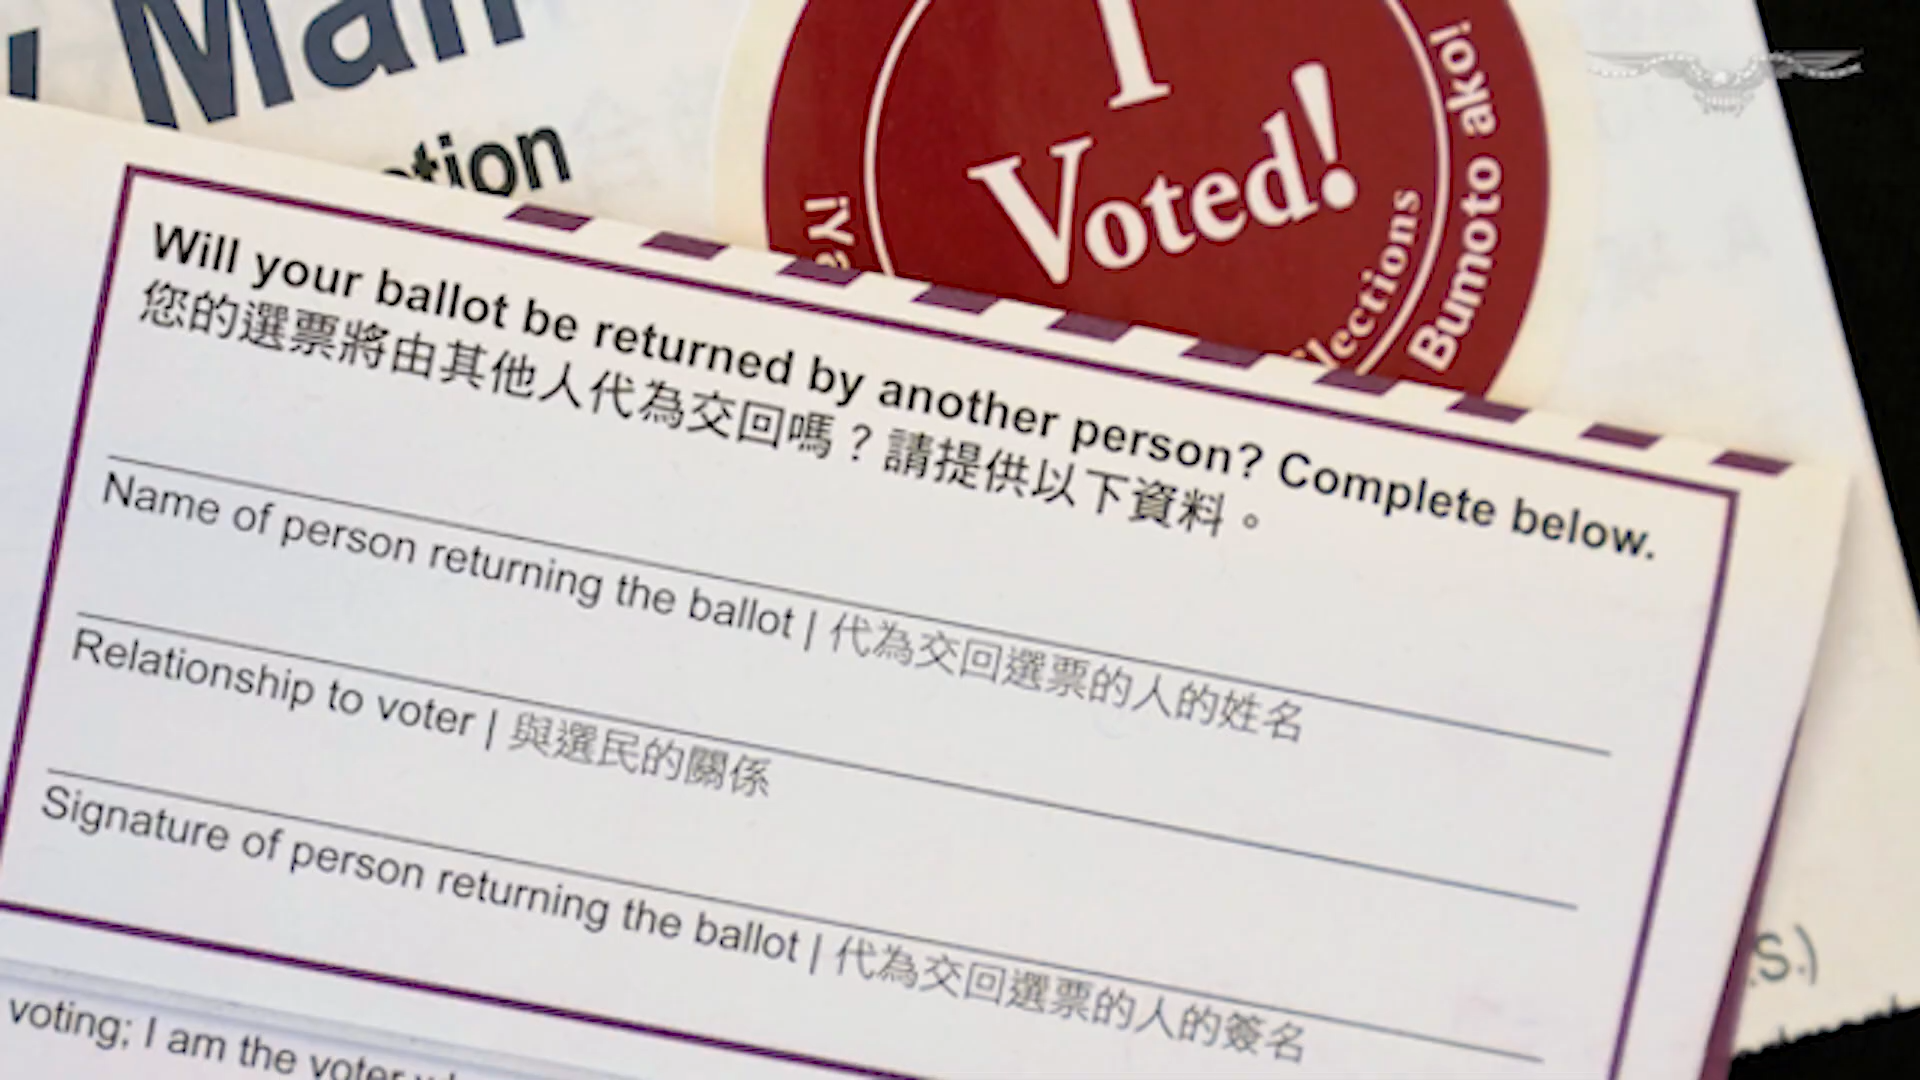 Mail
I
Voted!
Bumoto ako!
Will your ballot be returned by another person? Complete below.
您的選票將由其他人代為交回嗎？請提供以下資料。
Name of person returning the ballot | 代為交回選票的人的姓名
Relationship to voter | 與選民的關係
Signature of person returning the ballot | 代為交回選票的人的簽名
voting; I am the voter